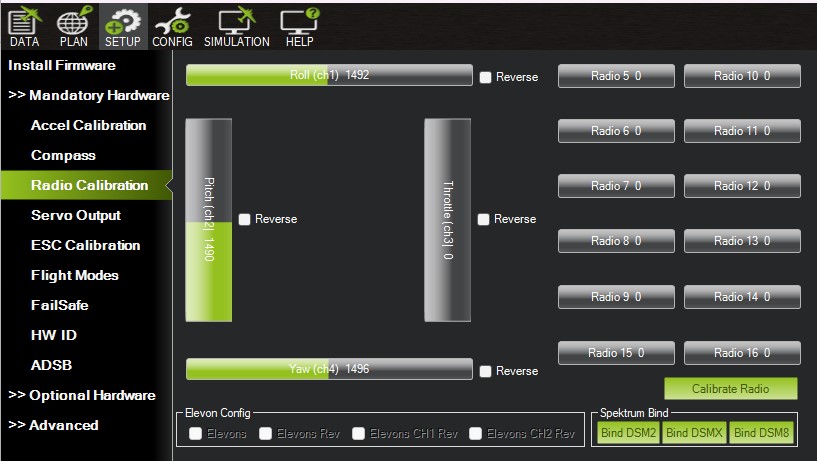 DATA PLAN SETUP CONFIG SIMULATION HELP
Install Firmware
>> Mandatory Hardware
Accel Calibration
Compass
Radio Calibration
Servo Output
ESC Calibration
Flight Modes
FailSafe
HW ID
ADSB
>> Optional Hardware
>> Advanced
Roll (ch1) 1492
Reverse
Pitch (ch2) 1490
Reverse
Throttle (ch3) 0
Reverse
Yaw (ch4) 1496
Reverse
Radio 5 0
Radio 10 0
Radio 6 0
Radio 11 0
Radio 7 0
Radio 12 0
Radio 8 0
Radio 13 0
Radio 9 0
Radio 14 0
Radio 15 0
Radio 16 0
Calibrate Radio
Elevon Config
Elevons
Elevons Rev
Elevons CH1 Rev
Elevons CH2 Rev
Spektrum Bind
Bind DSM2
Bind DSMX
Bind DSM8